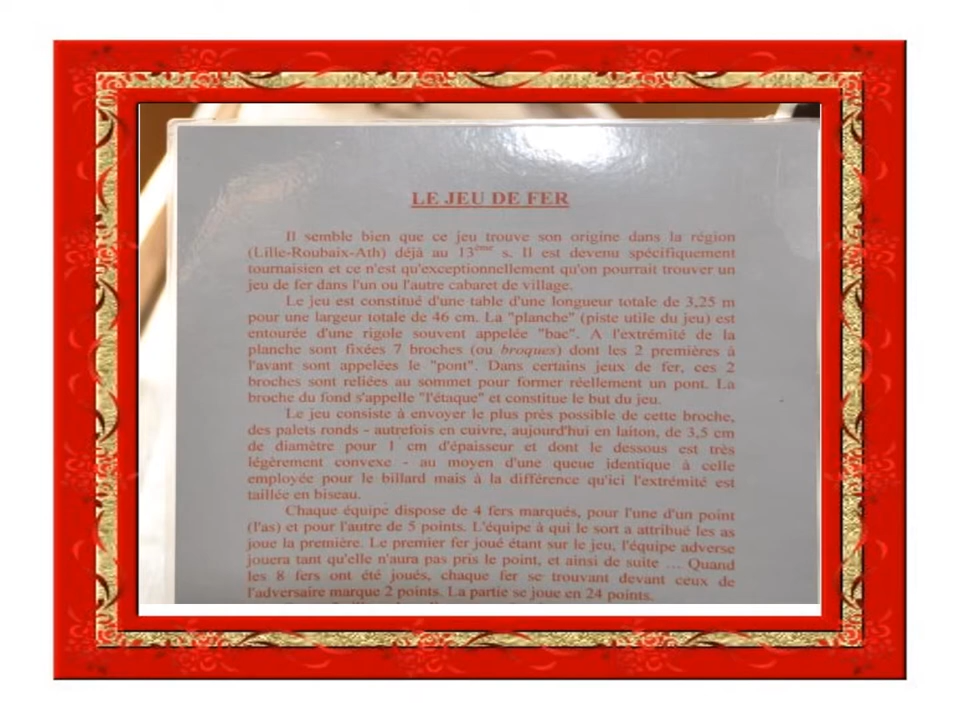 LE JEU DE FER
Il semble bien que ce jeu trouve son origine dans la région
(Lille-Roubaix-Ath) déjà au 13ème s. Il est devenu spécifiquement
tournaisien et ce n'est qu'exceptionnellement qu'on pourrait trouver un
jeu de fer dans l'un ou l'autre cabaret de village.
Le jeu est constitué d'une table d'une longueur totale de 3,25 m
pour une largeur totale de 46 cm. La "planche" (piste utile du jeu) est
entourée d'une rigole souvent appelée "bac". A l'extrémité de la
planche sont fixées 7 broches (ou broques) dont les 2 premières à
l'avant sont appelées le "pont". Dans certains jeux de fer, ces 2
broches sont reliées au sommet pour former réellement un pont. La
broche du fond s'appelle "l'étaque" et constitue le but du jeu.
Le jeu consiste à envoyer le plus près possible de cette broche,
des palets ronds - autrefois en cuivre, aujourd'hui en laiton, de 3,5 cm
de diamètre pour 1 cm d'épaisseur et dont le dessous est très
légèrement convexe - au moyen d'une queue identique à celle
employée pour le billard mais à la différence qu'ici l'extrémité est
taillée en biseau.
Chaque équipe dispose de 4 fers marqués, pour l'une d'un point
(l'as) et pour l'autre de 5 points. L'équipe à qui le sort a attribué les as
joue la première. Le premier fer joué étant sur le jeu, l'équipe adverse
jouera tant qu'elle n'aura pas pris le point, et ainsi de suite ... Quand
les 8 fers ont été joués, chaque fer se trouvant devant ceux de
l'adversaire marque 2 points. La partie se joue en 24 points.